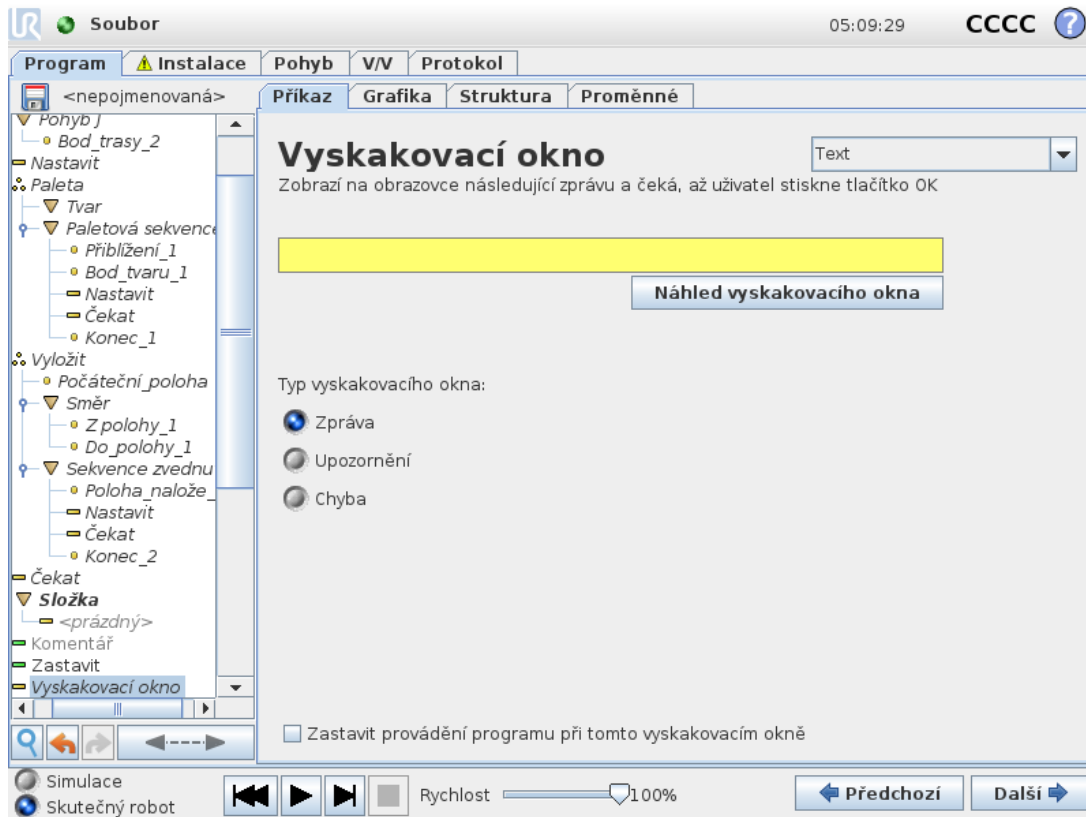 Soubor
05:09:29
CCCC
?
Program
Instalace
Pohyb
V/V
Protokol
<nepojmenovaná>
Příkaz
Grafika
Struktura
Proměnné
Pohyb J
Bod_trasy_2
Nastavit
Paleta
Tvar
Paletová sekvence
Přiblížení_1
Bod_tvaru_1
Nastavit
Čekat
Konec_1
Vyložit
Počáteční_poloha
Směr
Z polohy_1
Do_polohy_1
Sekvence zvednu
Poloha_nalože_
Nastavit
Čekat
Konec_2
Čekat
Složka
<prázdný>
Komentář
Zastavit
Vyskakovací okno
Vyskakovací okno
Text
Zobrazí na obrazovce následující zprávu a čeká, až uživatel stiskne tlačítko OK
Náhled vyskakovacího okna
Typ vyskakovacího okna:
Zpráva
Upozornění
Chyba
Zastavit provádění programu při tomto vyskakovacím okně
Simulace
Skutečný robot
Rychlost
100%
Předchozí
Další